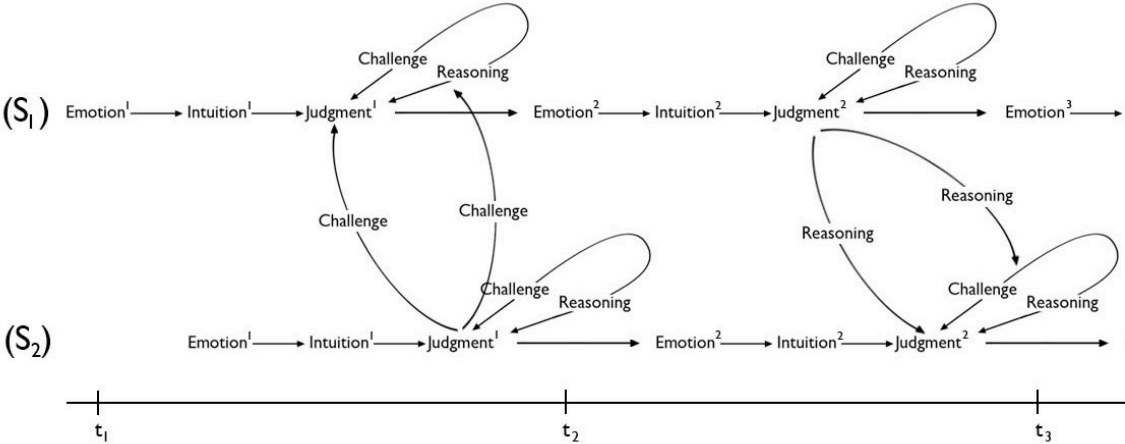 Challenge
Challenge
Reasoning
Reasoning
(S₁) Emotion¹ Intuition¹ Judgment¹ Emotion² Intuition² Judgment² Emotion³
Reasoning
Challenge
Challenge
Reasoning
Challenge
Challenge
Reasoning
Reasoning
(S₂) Emotion¹ Intuition¹ Judgment¹ Emotion² Intuition² Judgment²
t₁ t₂ t₃